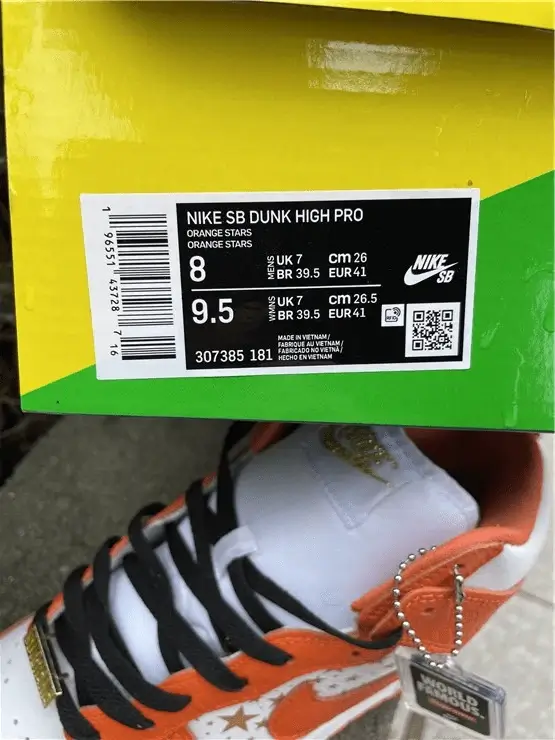 NIKE SB DUNK HIGH PRO
ORANGE STARS
ORANGE STARS
8 MENS UK 7 cm 26
BR 39.5 EUR 41
9.5 WMNS UK 7 cm 26.5
BR 39.5 EUR 41
NIKE
SB
MADE IN VIETNAM /
FABRIQUE AU VIETNAM /
FABRICADO NO VIETNÃ /
HECHO EN VIETNAM
307385 181
1 96551 43728 7 16
WORLD
FAMOUS.